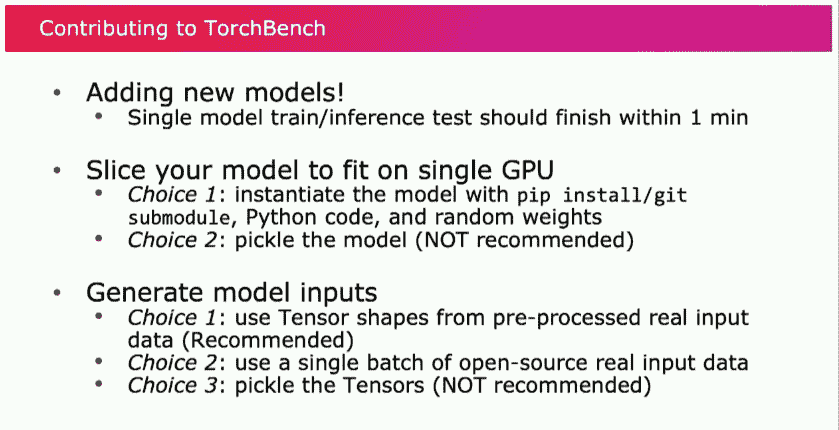 Contributing to TorchBench
• Adding new models!
• Single model train/inference test should finish within 1 min
• Slice your model to fit on single GPU
• Choice 1: instantiate the model with pip install/git
submodule, Python code, and random weights
• Choice 2: pickle the model (NOT recommended)
• Generate model inputs
• Choice 1: use Tensor shapes from pre-processed real input
data (Recommended)
• Choice 2: use a single batch of open-source real input data
• Choice 3: pickle the Tensors (NOT recommended)